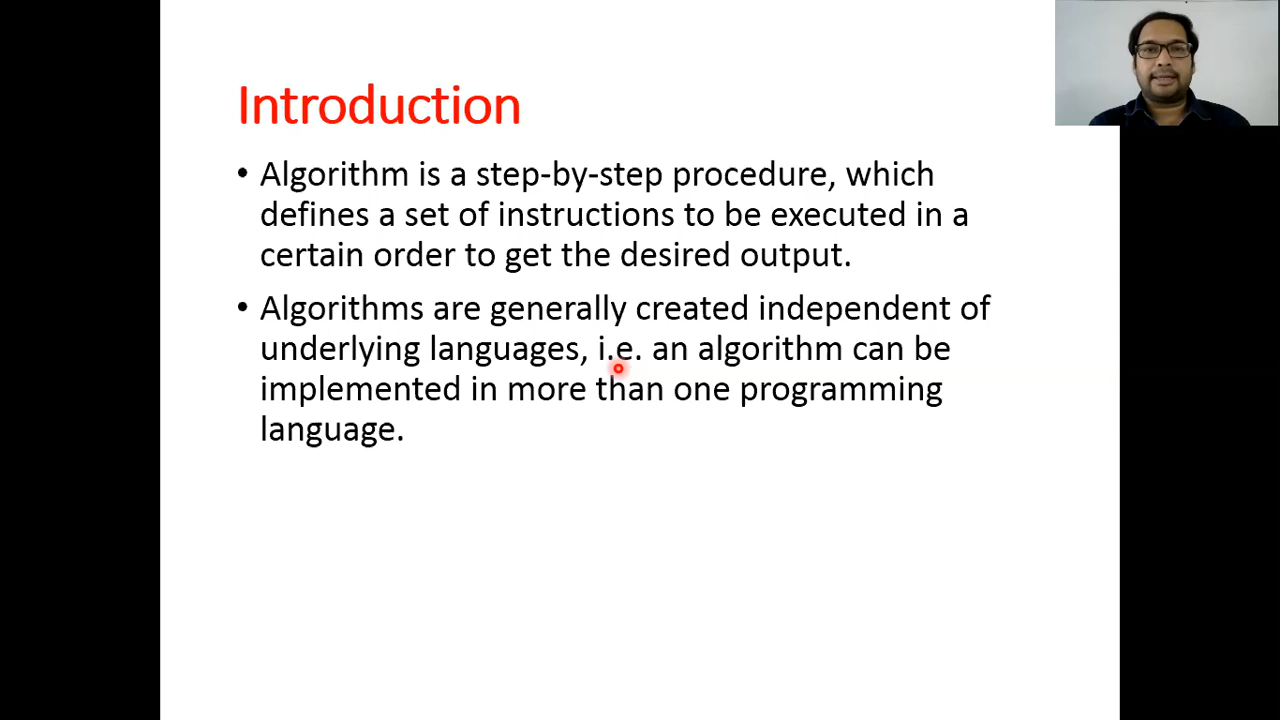 Introduction
• Algorithm is a step-by-step procedure, which
defines a set of instructions to be executed in a
certain order to get the desired output.
• Algorithms are generally created independent of
underlying languages, i.e. an algorithm can be
implemented in more than one programming
language.